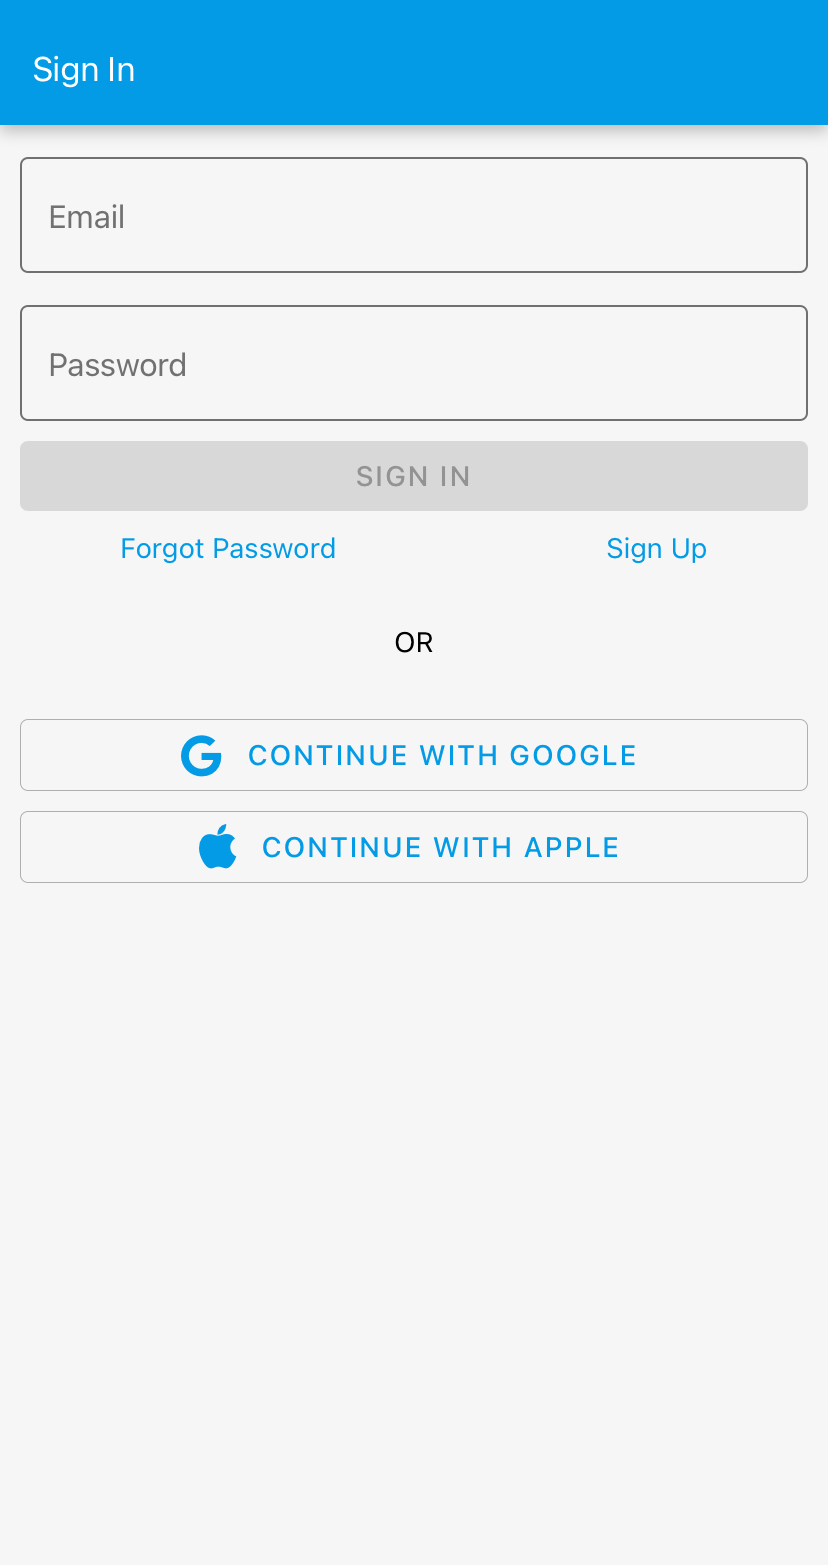 Sign In
Email
Password
SIGN IN
Forgot Password Sign Up
OR
CONTINUE WITH GOOGLE
CONTINUE WITH APPLE